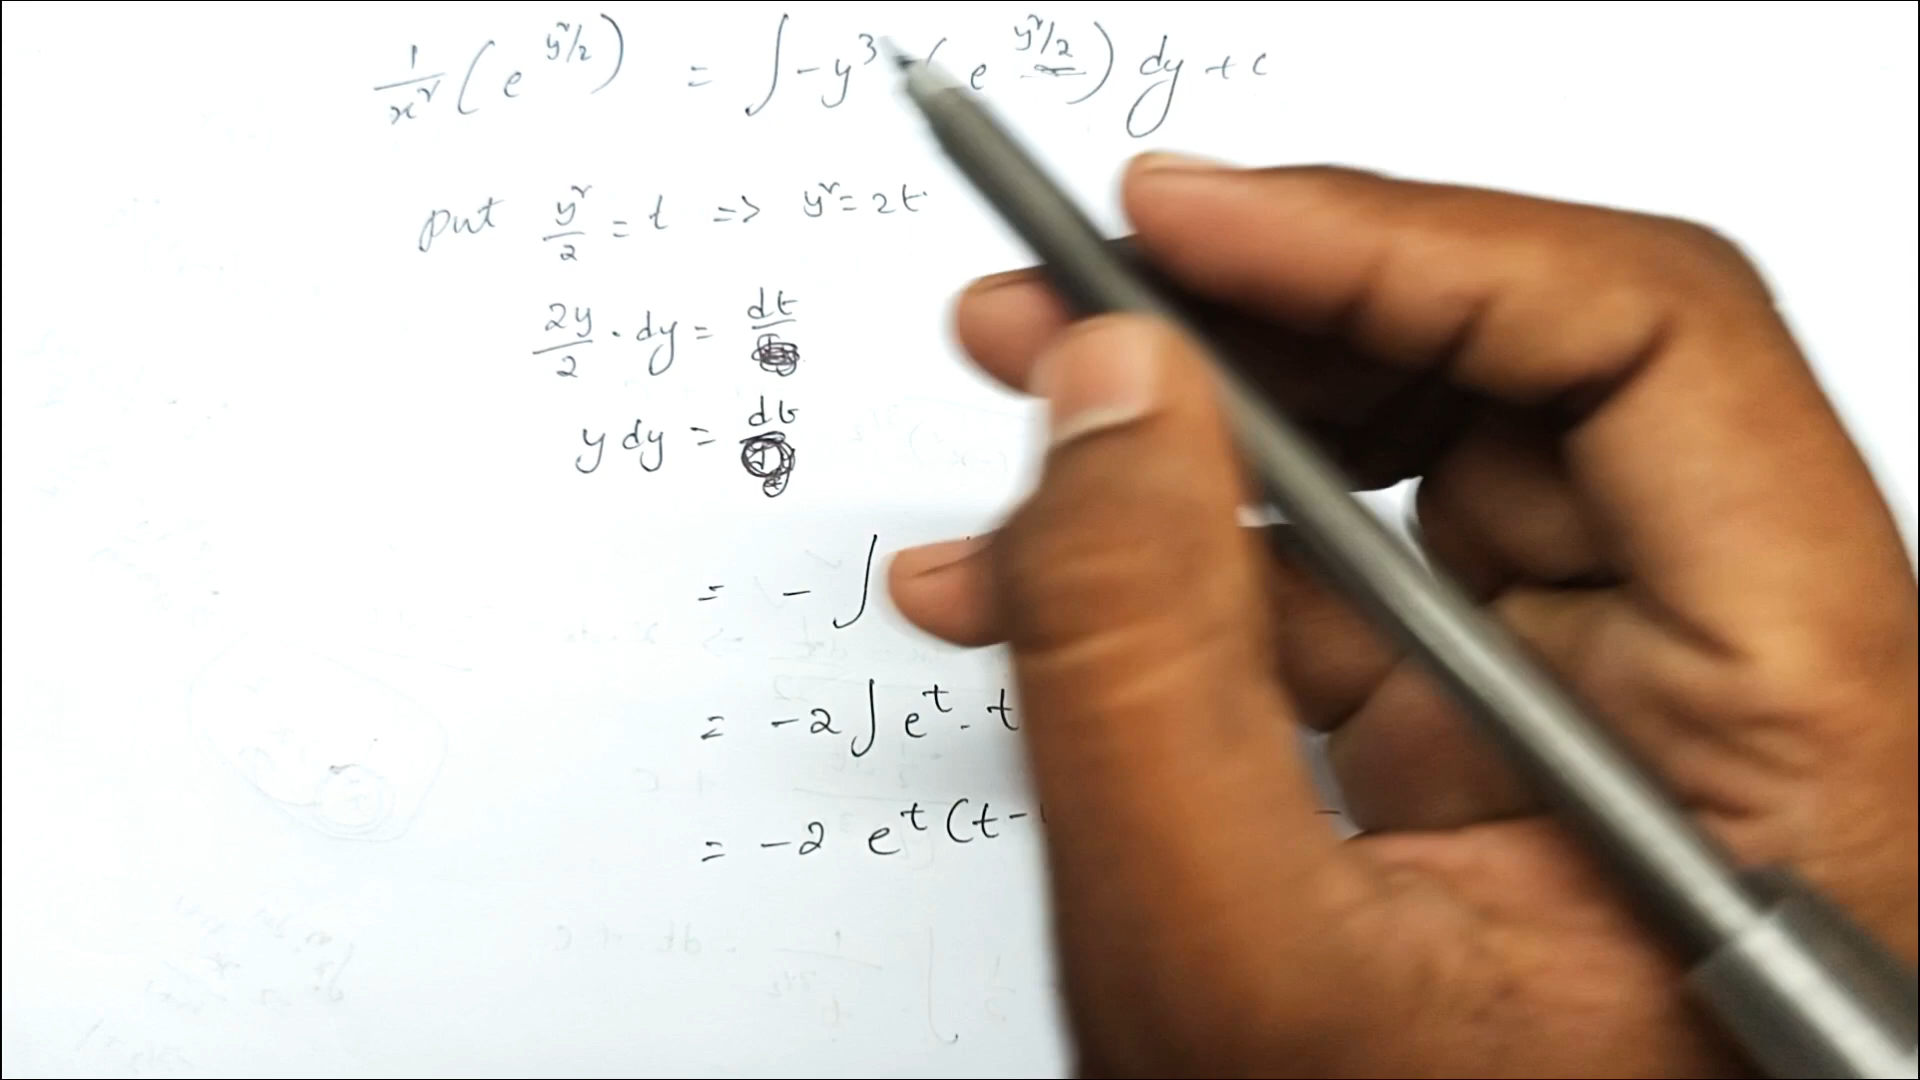 1/x² (e^(y²/2)) = ∫ -y³ (e^(y²/2)) dy + c
put y²/2 = t => y² = 2t
2y/2 . dy = dt
y dy = dt
= - ∫
= -2 ∫ e^t . t
= -2 e^t (t -